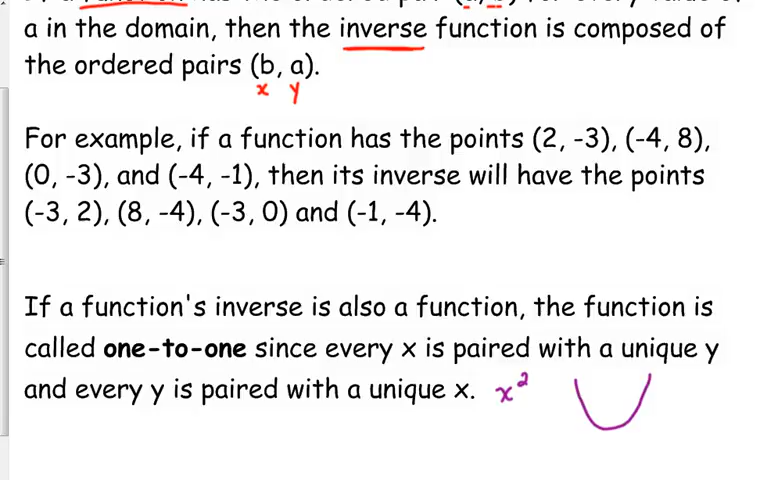 a in the domain, then the inverse function is composed of
the ordered pairs (b, a).
x y
For example, if a function has the points (2, -3), (-4, 8),
(0, -3), and (-4, -1), then its inverse will have the points
(-3, 2), (8, -4), (-3, 0) and (-1, -4).
If a function's inverse is also a function, the function is
called one-to-one since every x is paired with a unique y
and every y is paired with a unique x. x²